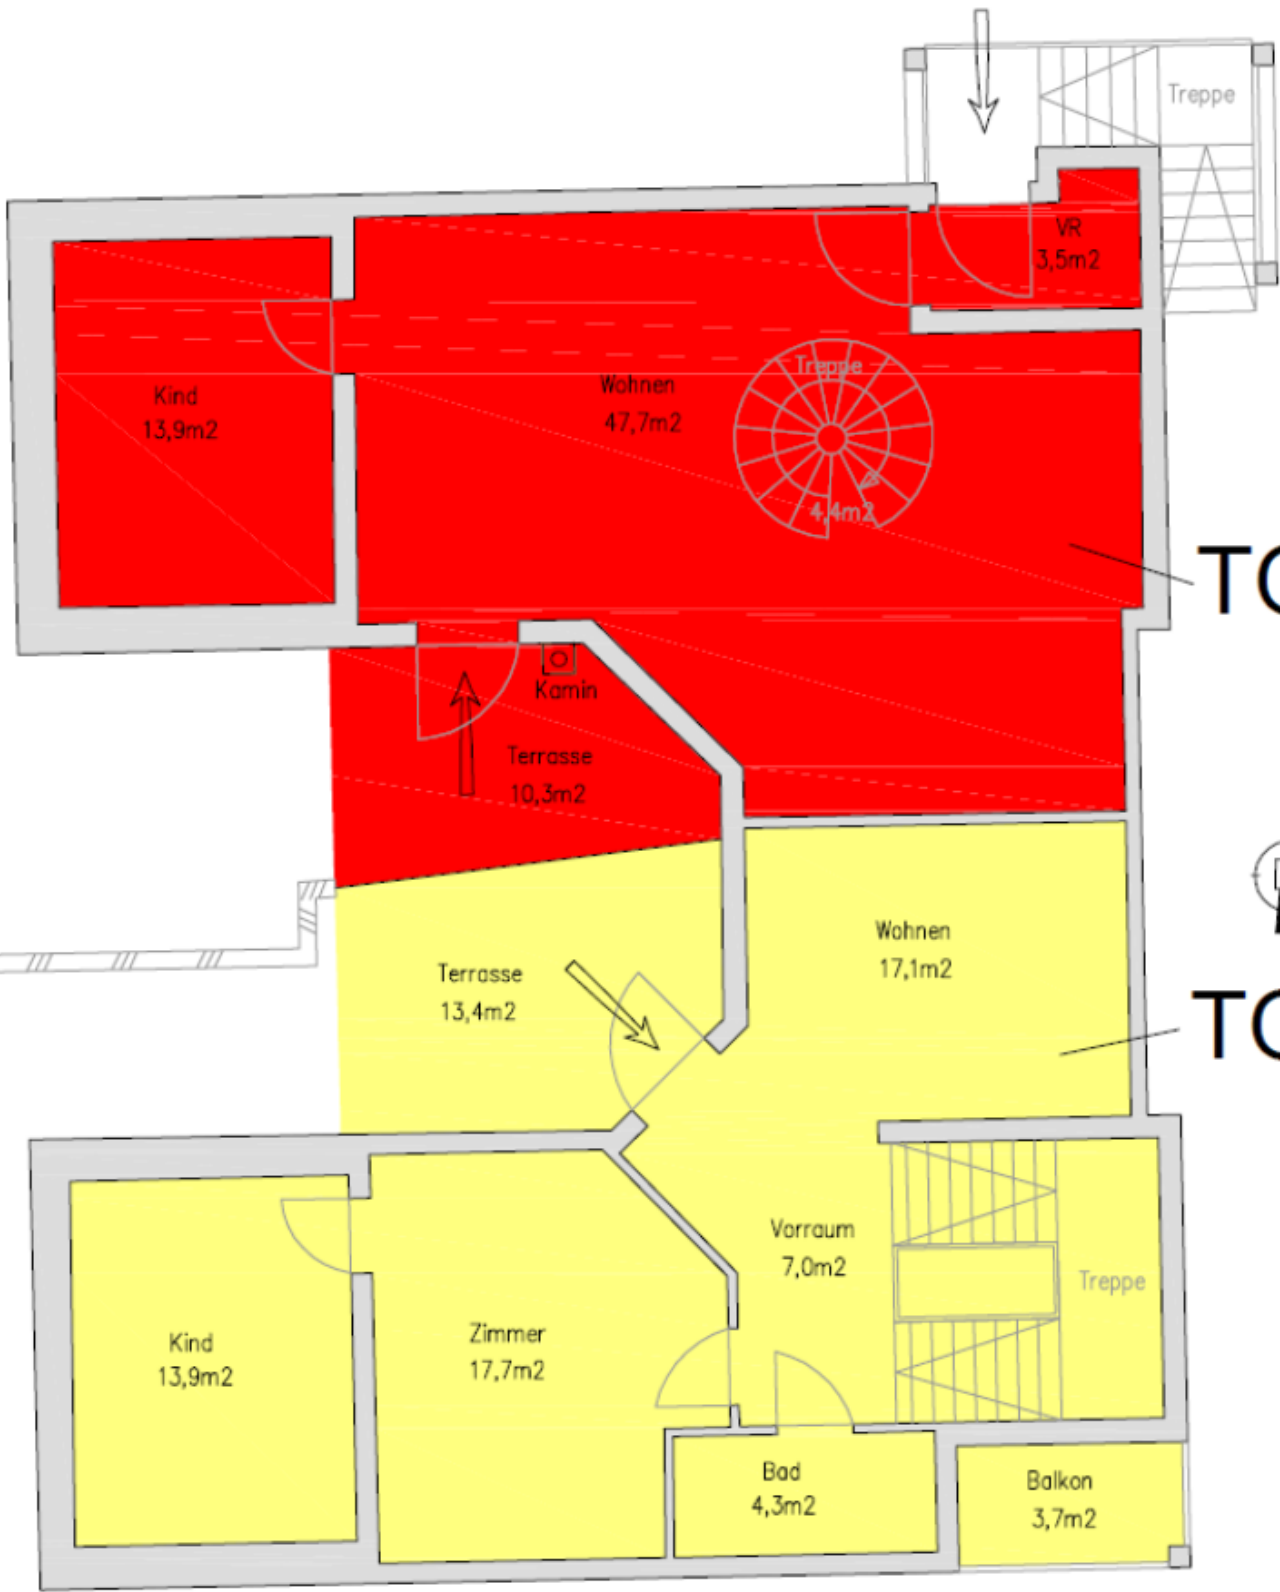 Treppe
VR
3,5m2
Treppe
Wohnen
47,7m2
Kind
13,9m2
4,4m2
Kamin
Terrasse
10,3m2
Wohnen
17,1m2
Terrasse
13,4m2
Vorraum
7,0m2
Treppe
Kind
13,9m2
Zimmer
17,7m2
Bad
4,3m2
Balkon
3,7m2